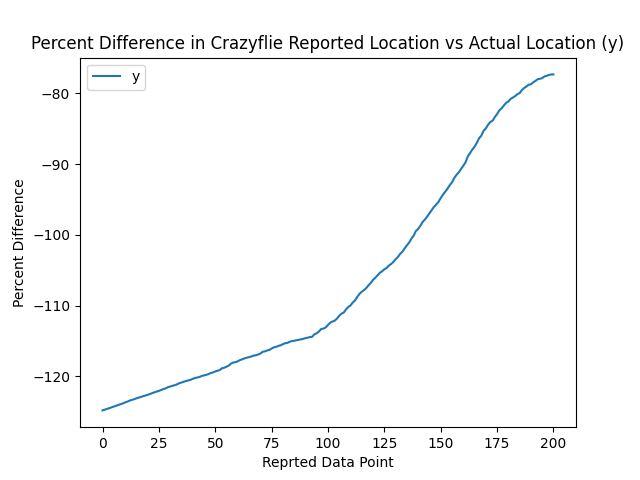 Percent Difference in Crazyflie Reported Location vs Actual Location (y)
y
−80
−90
−100
−110
−120
Percent Difference
0 25 50 75 100 125 150 175 200
Reprted Data Point